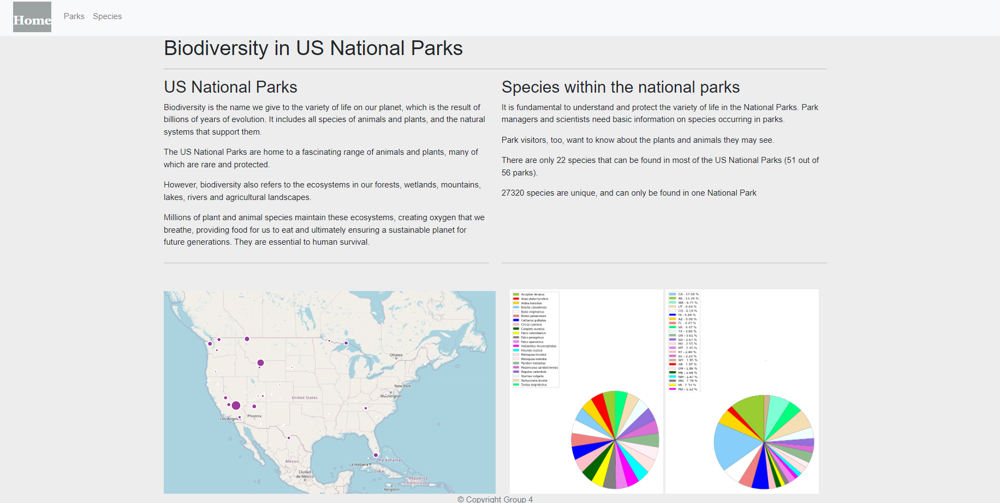 Home
Parks
Species
Biodiversity in US National Parks
US National Parks
Biodiversity is the name we give to the variety of life on our planet, which is the result of
billions of years of evolution. It includes all species of animals and plants, and the natural
systems that support them.
The US National Parks are home to a fascinating range of animals and plants, many of
which are rare and protected.
However, biodiversity also refers to the ecosystems in our forests, wetlands, mountains,
lakes, rivers and agricultural landscapes.
Millions of plant and animal species maintain these ecosystems, creating oxygen that we
breathe, providing food for us to eat and ultimately ensuring a sustainable planet for
future generations. They are essential to human survival.
Species within the national parks
It is fundamental to understand and protect the variety of life in the National Parks. Park
managers and scientists need basic information on species occurring in parks.
Park visitors, too, want to know about the plants and animals they may see.
There are only 22 species that can be found in most of the US National Parks (51 out of
56 parks).
27320 species are unique, and can only be found in one National Park
Ottawa
New York
Washington
United States
Los Angeles
Phoenix
México
Ciudad
de México
La Habana
The Bahamas
Cuba
Republica
Dominicana
Kingston
Accipiter striatus
Anas platyrhynchos
Ardea herodias
Branta canadensis
Bubo virginianus
Buteo jamaicensis
Catharus guttatus
Circus cyaneus
Colaptes auratus
Falco columbarius
Falco peregrinus
Falco sparverius
Haliaeetus leucocephalus
Hirundo rustica
Melospiza lincolnii
Melospiza melodia
Pandion haliaetus
Passerculus sandwichensis
Regulus calendula
Sturnus vulgaris
Tachycineta bicolor
Turdus migratorius
CA - 17.06 %
AK - 11.26 %
WA - 6.77 %
UT - 6.64 %
CO - 6.19 %
HI - 5.64 %
AZ - 5.09 %
FL - 4.47 %
VA - 4.47 %
TX - 3.85 %
OR - 3.61 %
SD - 2.67 %
NV - 2.55 %
MT - 2.45 %
KY - 2.40 %
SC - 2.23 %
WY - 1.95 %
AR - 1.87 %
OH - 1.86 %
ME - 1.64 %
NM - 1.47 %
MN
MI
ND - 1.12 %
© Copyright Group 4